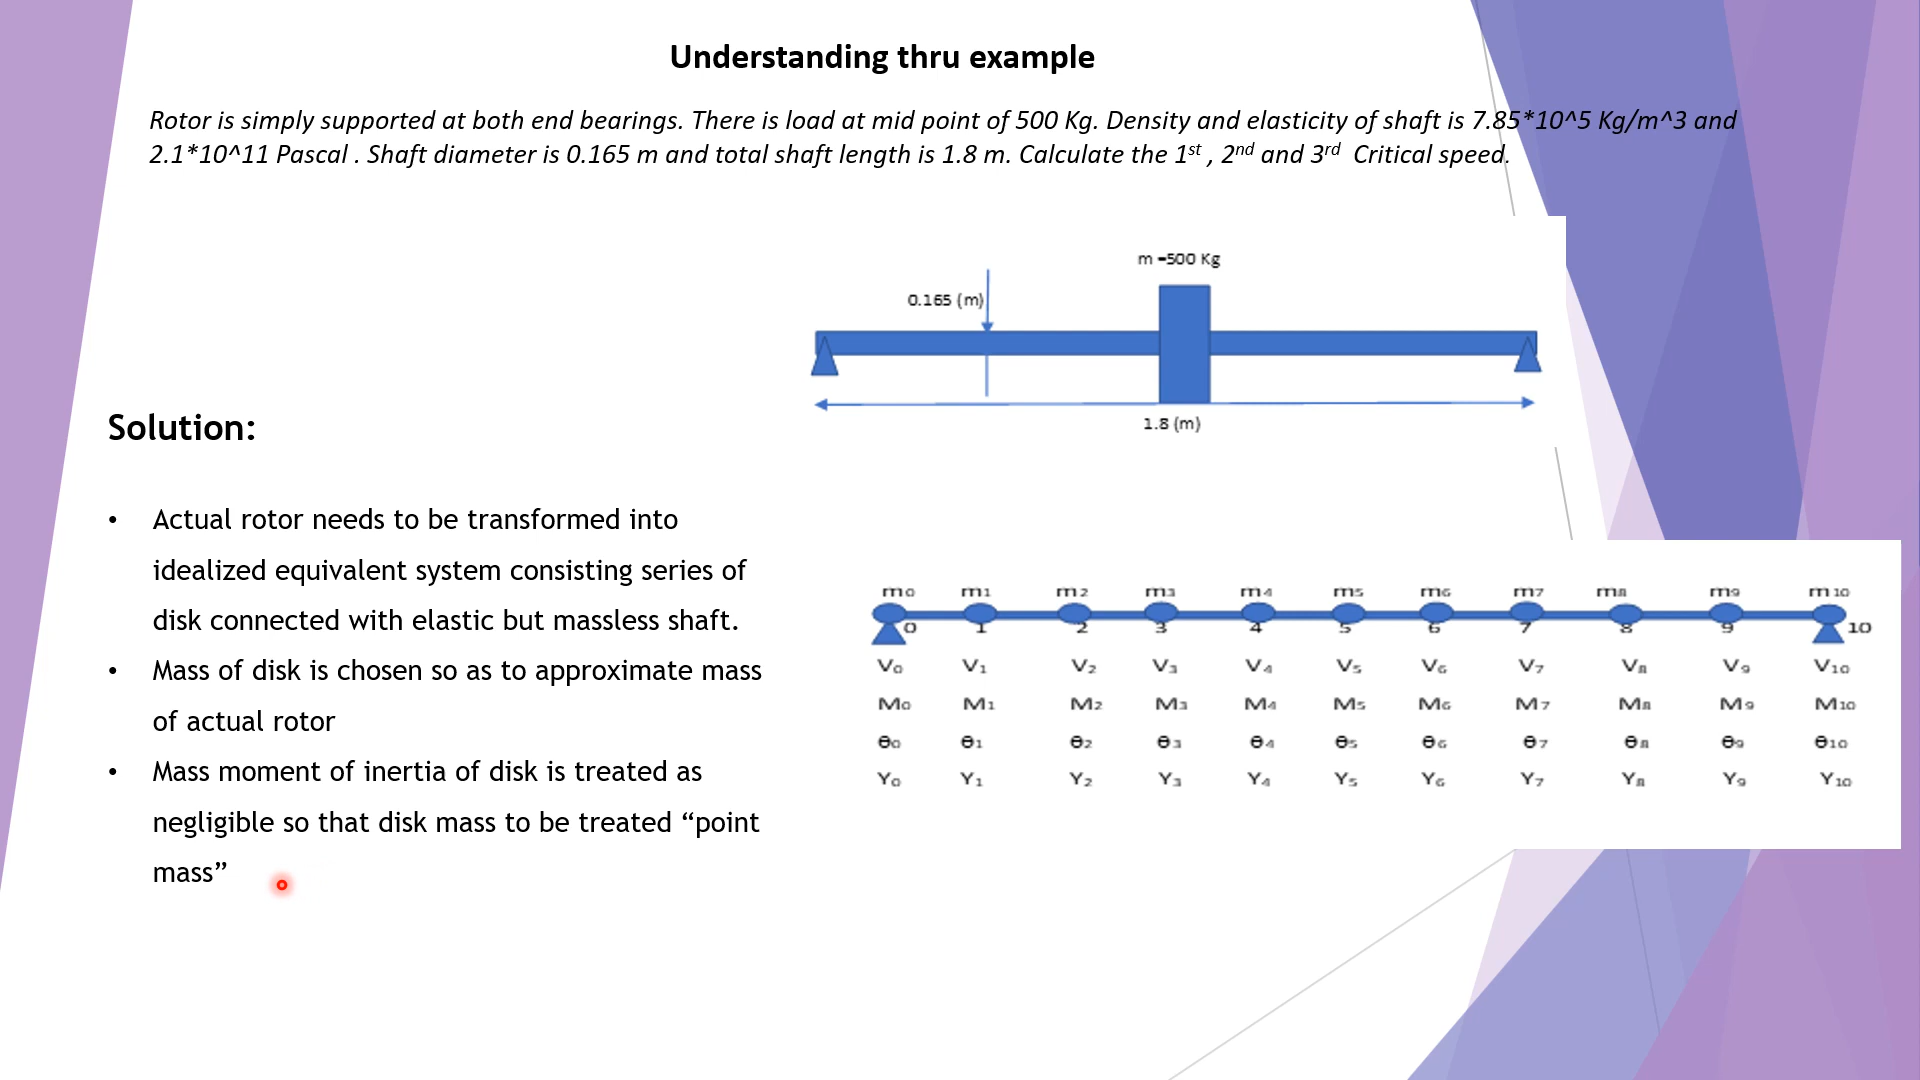 Understanding thru example
Rotor is simply supported at both end bearings. There is load at mid point of 500 Kg. Density and elasticity of shaft is 7.85*10^5 Kg/m^3 and
2.1*10^11 Pascal . Shaft diameter is 0.165 m and total shaft length is 1.8 m. Calculate the 1st , 2nd and 3rd Critical speed.
m =500 Kg
0.165 (m)
1.8 (m)
Solution:
• Actual rotor needs to be transformed into
idealized equivalent system consisting series of
disk connected with elastic but massless shaft.
• Mass of disk is chosen so as to approximate mass
of actual rotor
• Mass moment of inertia of disk is treated as
negligible so that disk mass to be treated “point
mass”
m0 m1 m2 m3 m4 m5 m6 m7 m8 m9 m10
0 1 2 3 4 5 6 7 8 9 10
V0 V1 V2 V3 V4 V5 V6 V7 V8 V9 V10
M0 M1 M2 M3 M4 M5 M6 M7 M8 M9 M10
θ0 θ1 θ2 θ3 θ4 θ5 θ6 θ7 θ8 θ9 θ10
Y0 Y1 Y2 Y3 Y4 Y5 Y6 Y7 Y8 Y9 Y10